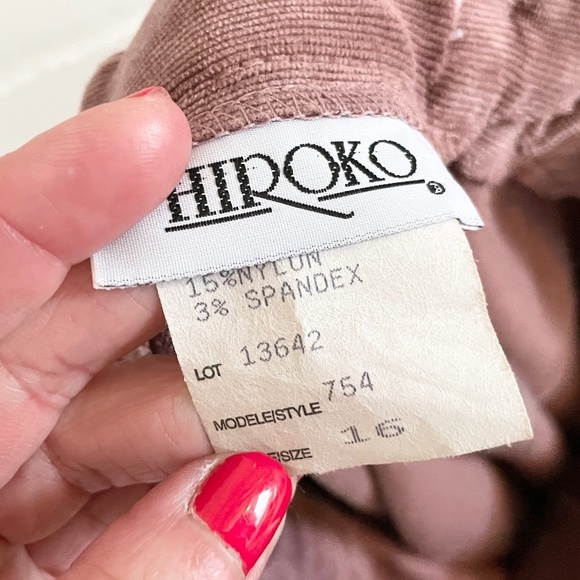 HIROKO ®
15%NYLON
3% SPANDEX
LOT 13642
MODELE/STYLE 754
E/SIZE 16